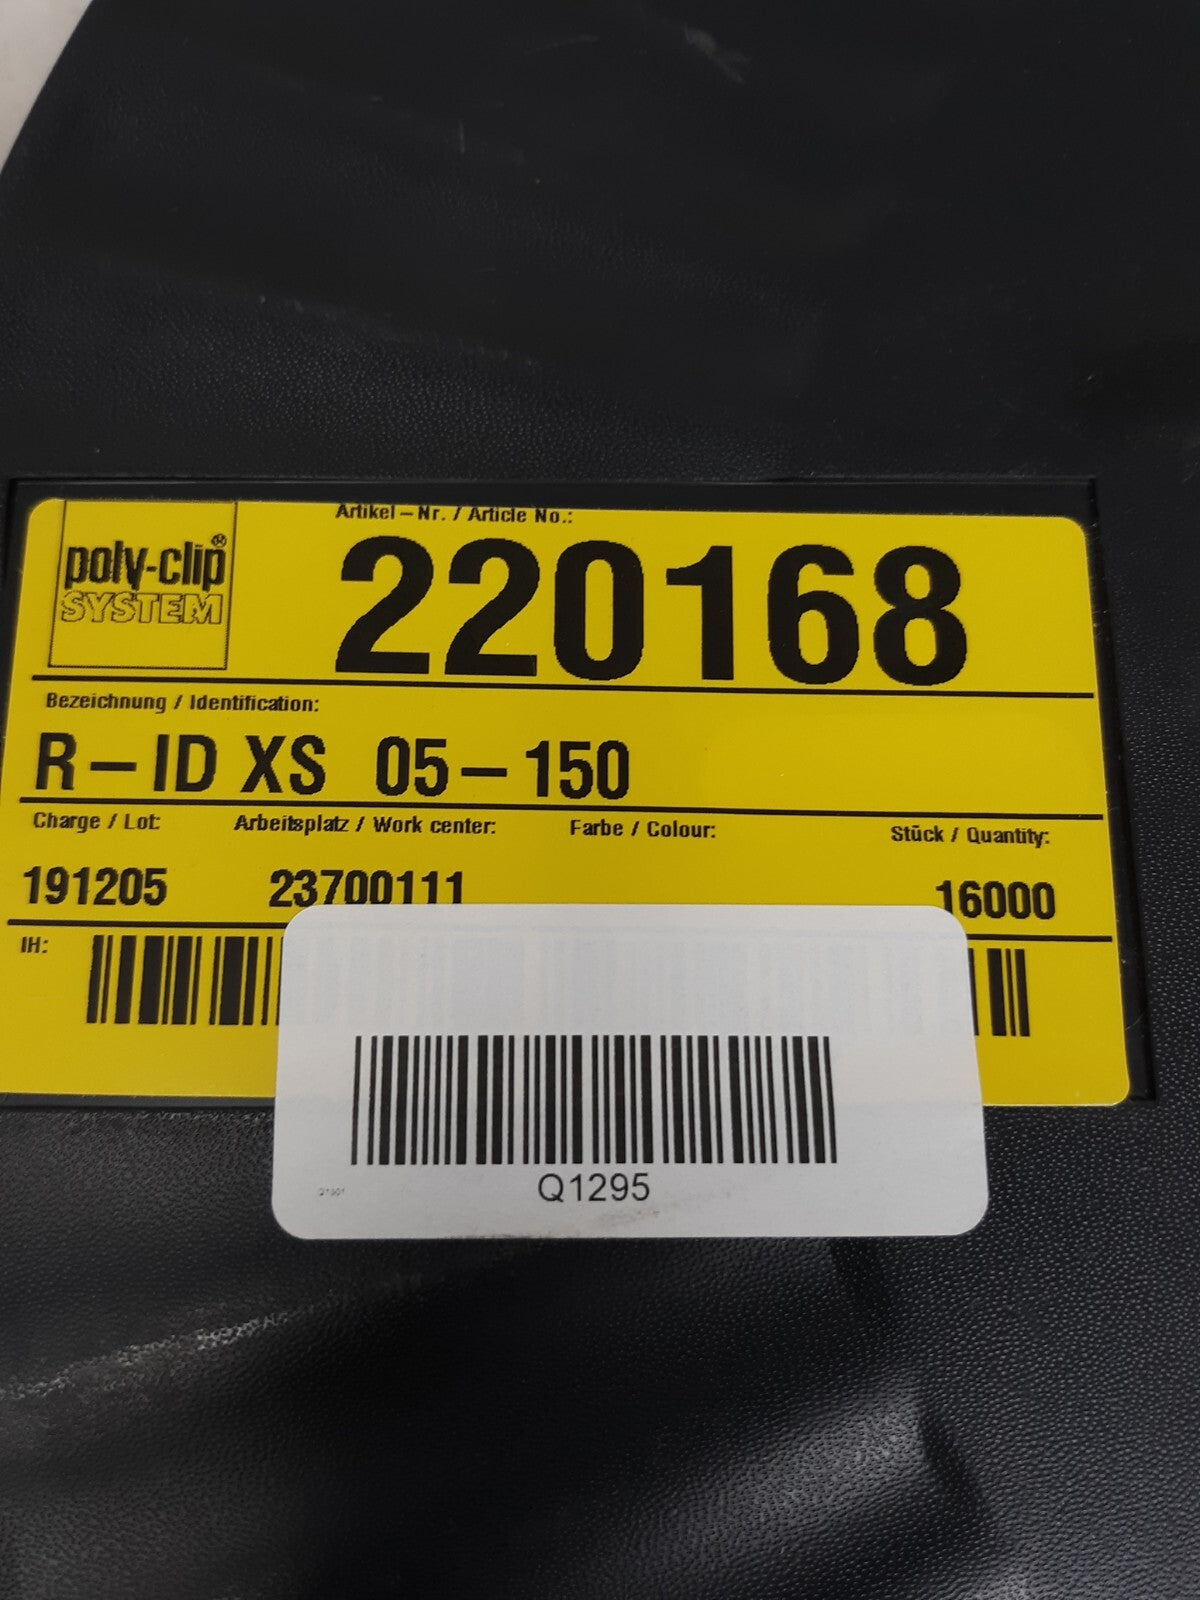 Artikel – Nr. / Article No.:
poly-clip®
SYSTEM
220168
Bezeichnung / Identification:
R – ID XS 05 – 150
Charge / Lot: Arbeitsplatz / Work center: Farbe / Colour: Stück / Quantity:
191205 23700111 16000
IH:
Q1295